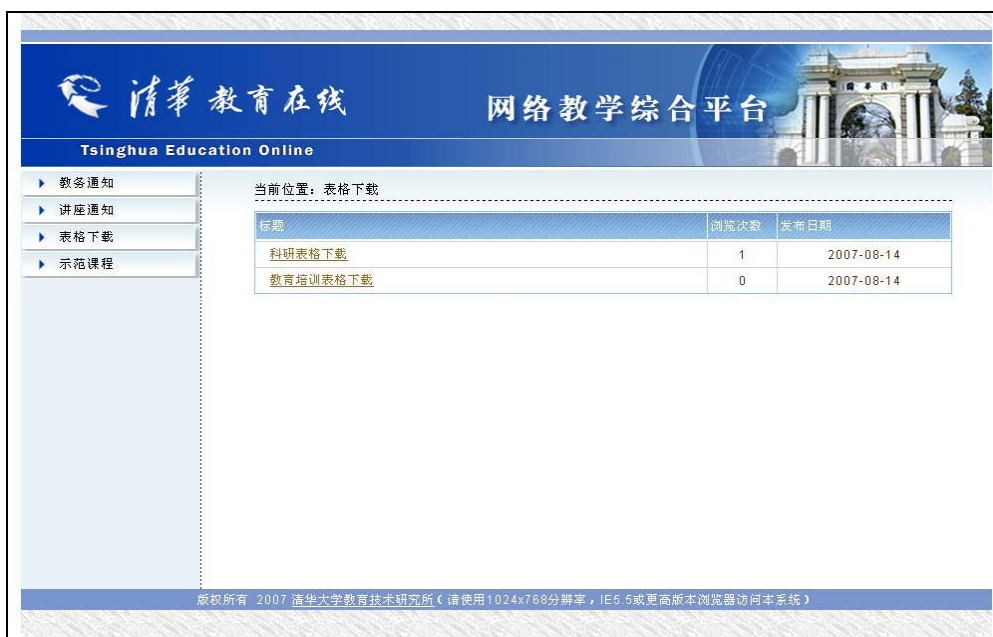 清華教育在线
网络教学综合平台
Tsinghua Education Online
教务通知
讲座通知
表格下载
示范课程
当前位置：表格下载
标题 浏览次数 发布日期
科研表格下载 1 2007-08-14
教育培训表格下载 0 2007-08-14
版权所有 2007 清华大学教育技术研究所（请使用1024x768分辨率，IE5.5或更高版本浏览器访问本系统）